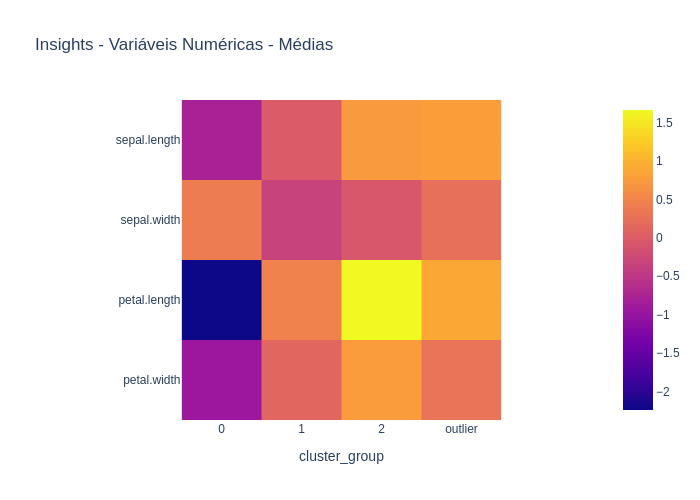 Insights - Variáveis Numéricas - Médias
sepal.length
sepal.width
petal.length
petal.width
0
1
2
outlier
cluster_group
1.5
1
0.5
0
−0.5
−1
−1.5
−2